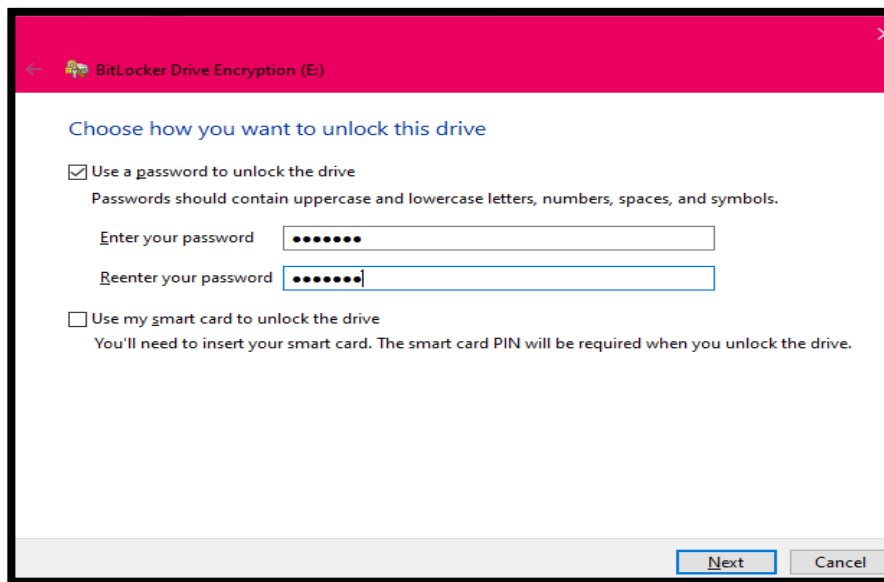 BitLocker Drive Encryption (E:)
Choose how you want to unlock this drive
Use a password to unlock the drive
Passwords should contain uppercase and lowercase letters, numbers, spaces, and symbols.
Enter your password ●●●●●●●
Reenter your password ●●●●●●●
Use my smart card to unlock the drive
You'll need to insert your smart card. The smart card PIN will be required when you unlock the drive.
Next Cancel